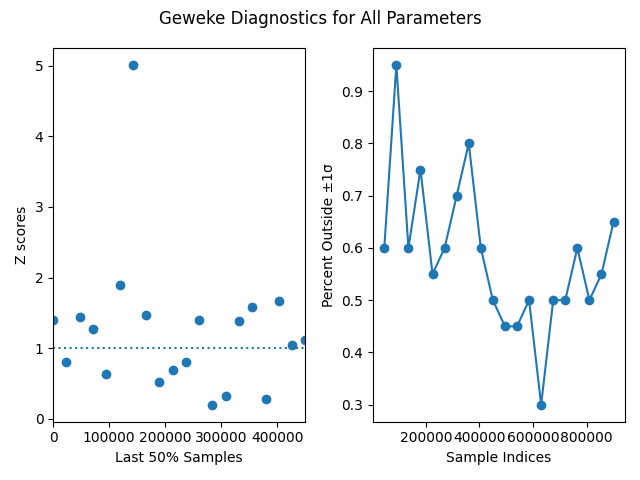 Geweke Diagnostics for All Parameters
5
4
3
2
1
0
Z scores
0 100000 200000 300000 400000
Last 50% Samples
0.9
0.8
0.7
0.6
0.5
0.4
0.3
Percent Outside ±1σ
200000 400000 600000 800000
Sample Indices